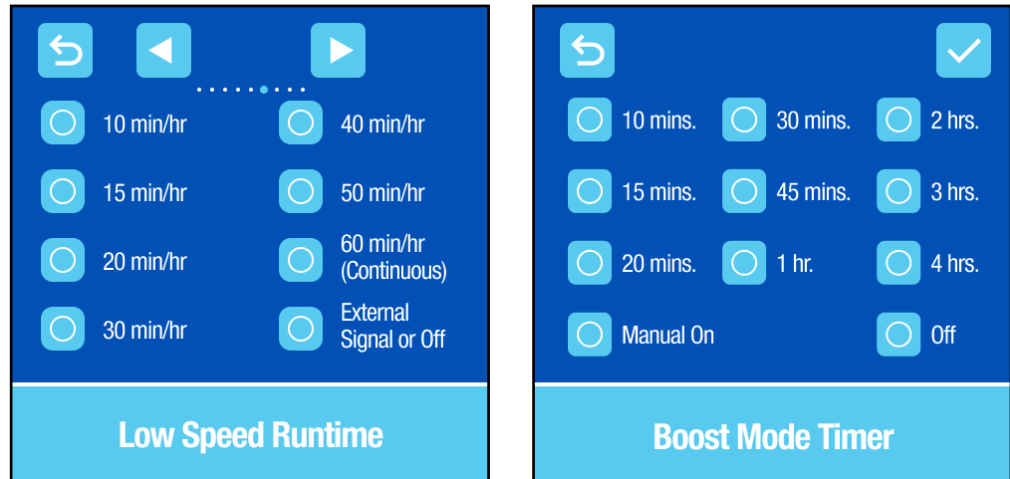 10 min/hr
40 min/hr
15 min/hr
50 min/hr
20 min/hr
60 min/hr
(Continuous)
30 min/hr
External
Signal or Off
Low Speed Runtime
10 mins.
30 mins.
2 hrs.
15 mins.
45 mins.
3 hrs.
20 mins.
1 hr.
4 hrs.
Manual On
Off
Boost Mode Timer